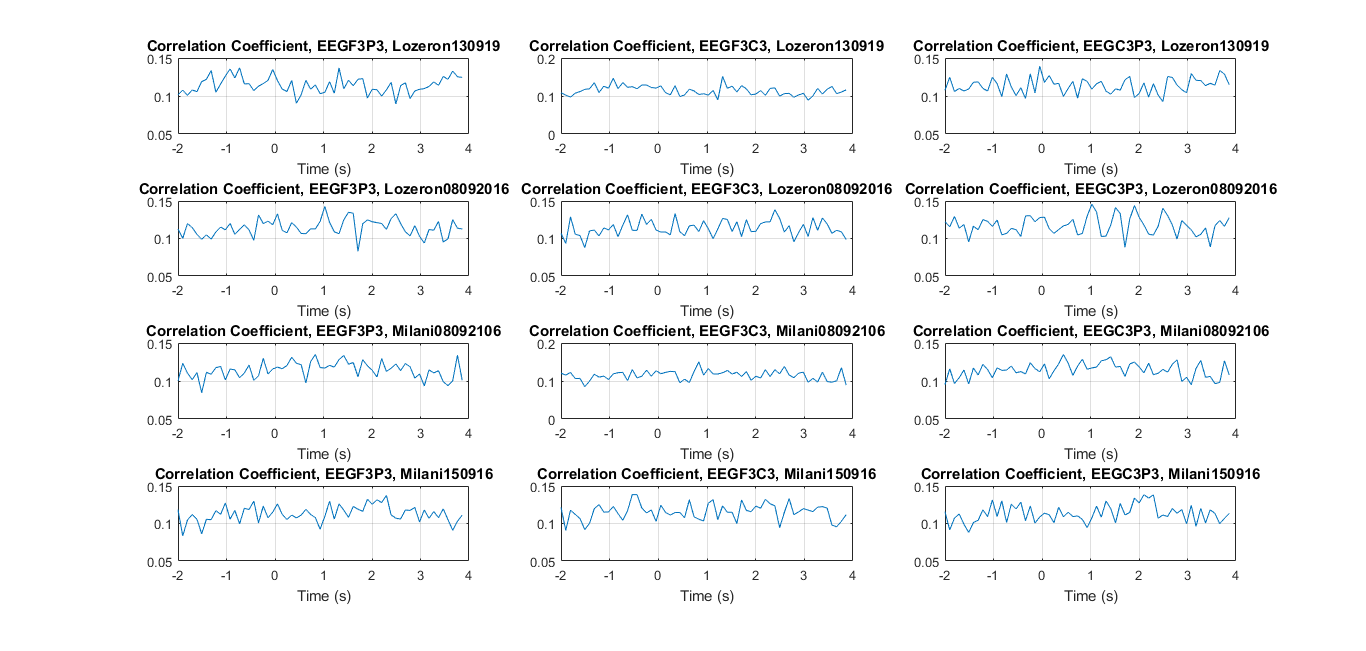 Correlation Coefficient, EEGF3P3, Lozeron130919
0.15
0.1
0.05
-2 -1 0 1 2 3 4
Time (s)
Correlation Coefficient, EEGF3C3, Lozeron130919
0.2
0.1
0
-2 -1 0 1 2 3 4
Time (s)
Correlation Coefficient, EEGC3P3, Lozeron130919
0.15
0.1
0.05
-2 -1 0 1 2 3 4
Time (s)
Correlation Coefficient, EEGF3P3, Lozeron08092016
0.15
0.1
0.05
-2 -1 0 1 2 3 4
Time (s)
Correlation Coefficient, EEGF3C3, Lozeron08092016
0.15
0.1
0.05
-2 -1 0 1 2 3 4
Time (s)
Correlation Coefficient, EEGC3P3, Lozeron08092016
0.15
0.1
0.05
-2 -1 0 1 2 3 4
Time (s)
Correlation Coefficient, EEGF3P3, Milani08092106
0.15
0.1
0.05
-2 -1 0 1 2 3 4
Time (s)
Correlation Coefficient, EEGF3C3, Milani08092106
0.2
0.1
0
-2 -1 0 1 2 3 4
Time (s)
Correlation Coefficient, EEGC3P3, Milani08092106
0.15
0.1
0.05
-2 -1 0 1 2 3 4
Time (s)
Correlation Coefficient, EEGF3P3, Milani150916
0.15
0.1
0.05
-2 -1 0 1 2 3 4
Time (s)
Correlation Coefficient, EEGF3C3, Milani150916
0.15
0.1
0.05
-2 -1 0 1 2 3 4
Time (s)
Correlation Coefficient, EEGC3P3, Milani150916
0.15
0.1
0.05
-2 -1 0 1 2 3 4
Time (s)